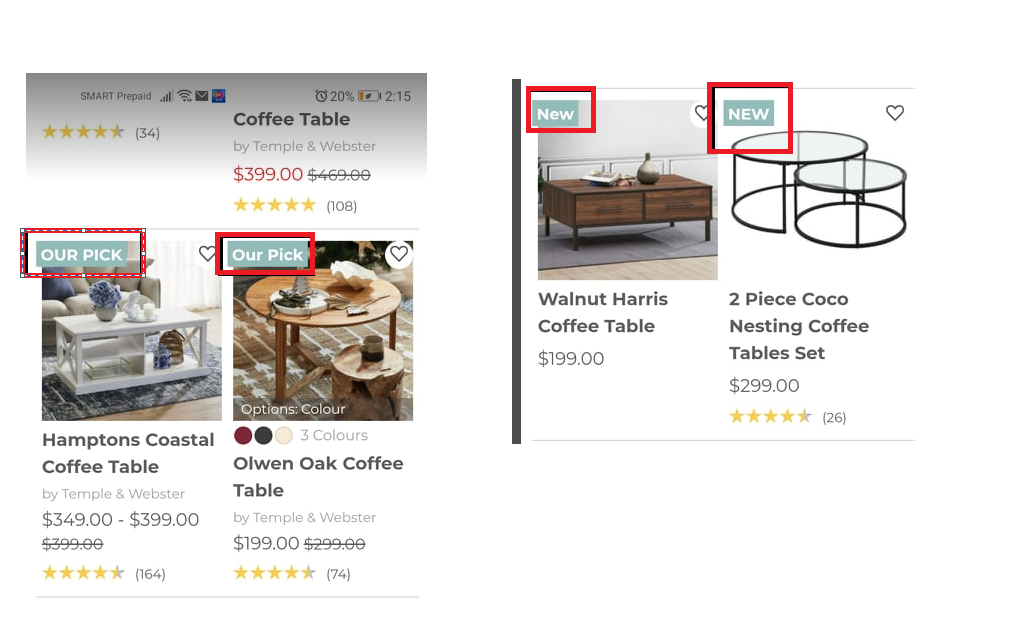 SMART Prepaid 20% 2:15
(34)
Coffee Table
by Temple & Webster
$399.00 $469.00
(108)
OUR PICK
Hamptons Coastal
Coffee Table
by Temple & Webster
$349.00 - $399.00
$399.00
(164)
Our Pick
Options: Colour
3 Colours
Olwen Oak Coffee
Table
by Temple & Webster
$199.00 $299.00
(74)
New
Walnut Harris
Coffee Table
$199.00
NEW
2 Piece Coco
Nesting Coffee
Tables Set
$299.00
(26)